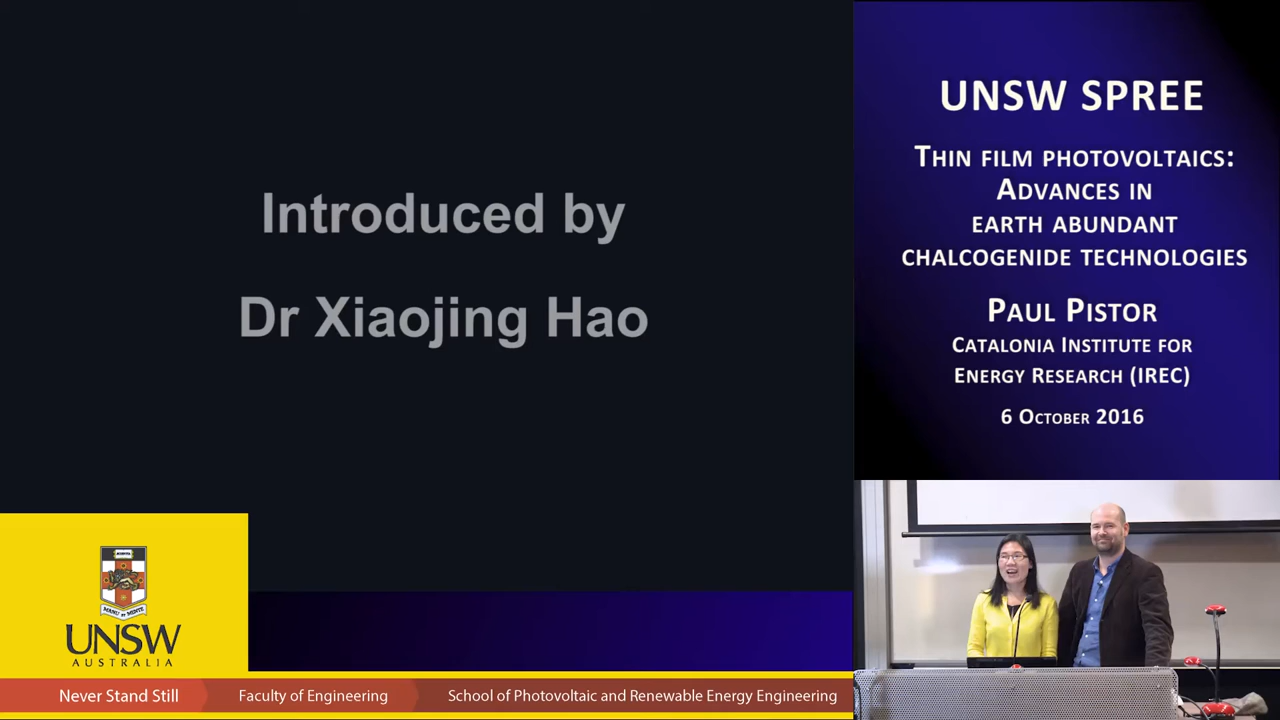 Introduced by
Dr Xiaojing Hao
UNSW SPREE
THIN FILM PHOTOVOLTAICS:
ADVANCES IN
EARTH ABUNDANT
CHALCOGENIDE TECHNOLOGIES
PAUL PISTOR
CATALONIA INSTITUTE FOR
ENERGY RESEARCH (IREC)
6 OCTOBER 2016
UNSW
AUSTRALIA
Never Stand Still
Faculty of Engineering
School of Photovoltaic and Renewable Energy Engineering